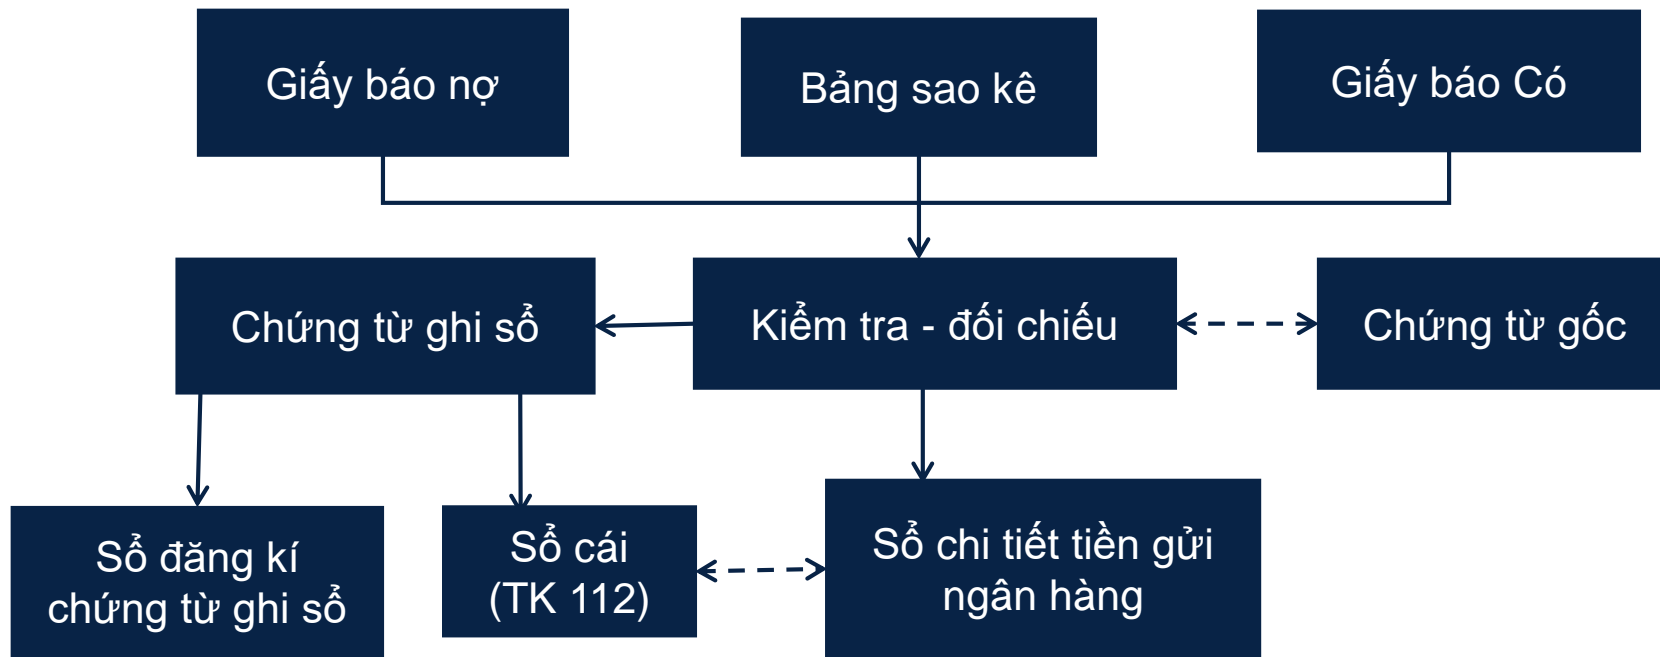 Giấy báo nợ
Bảng sao kê
Giấy báo Có
Chứng từ ghi sổ
Kiểm tra - đối chiếu
Chứng từ gốc
Sổ đăng kí
chứng từ ghi sổ
Sổ cái
(TK 112)
Sổ chi tiết tiền gửi
ngân hàng